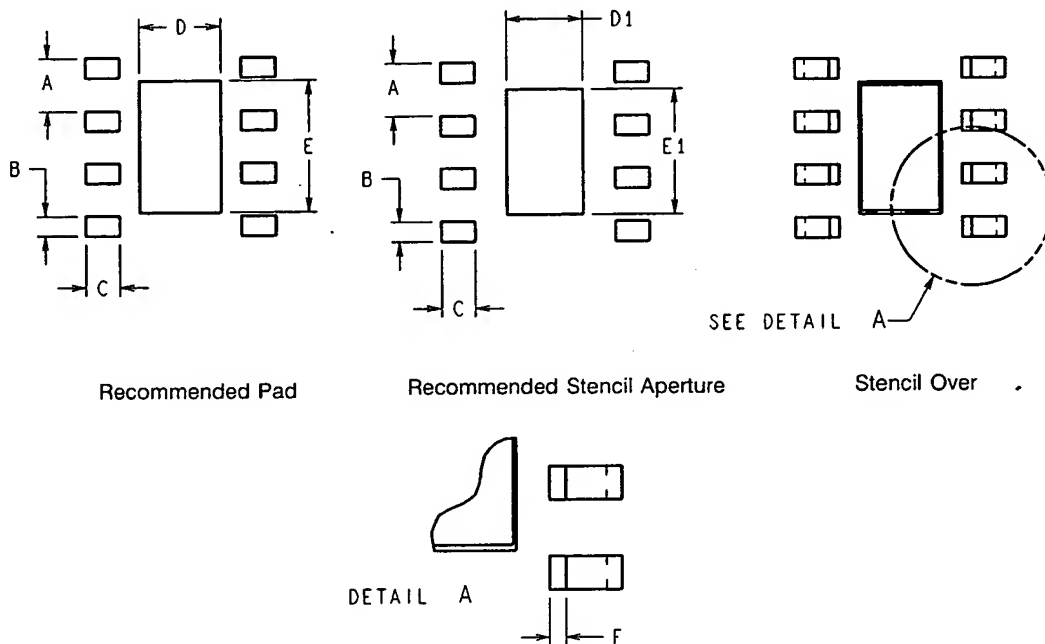 D
D1
A
A
E
E1
B
B
C
C
SEE DETAIL A
Recommended Pad
Recommended Stencil Aperture
Stencil Over
DETAIL A
F